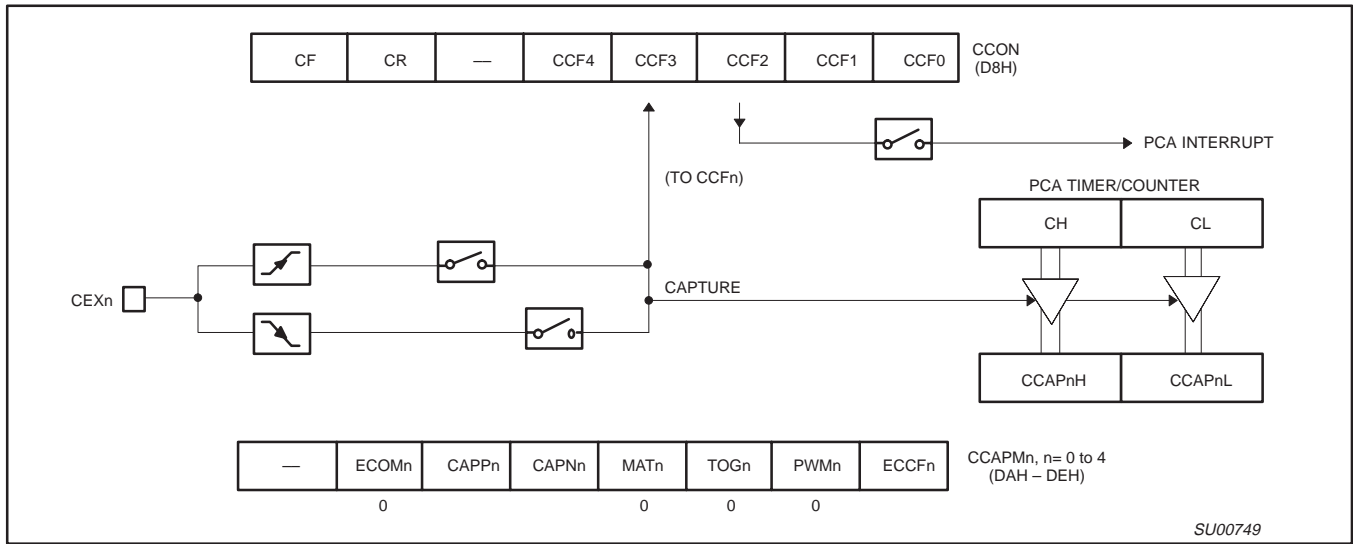 CF CR — CCF4 CCF3 CCF2 CCF1 CCF0
CCON
(D8H)
PCA INTERRUPT
(TO CCFn)
PCA TIMER/COUNTER
CH CL
CEXn
CAPTURE
CCAPnH CCAPnL
— ECOMn CAPPn CAPNn MATn TOGn PWMn ECCFn
CCAPMn, n= 0 to 4
(DAH – DEH)
0 0 0 0
SU00749